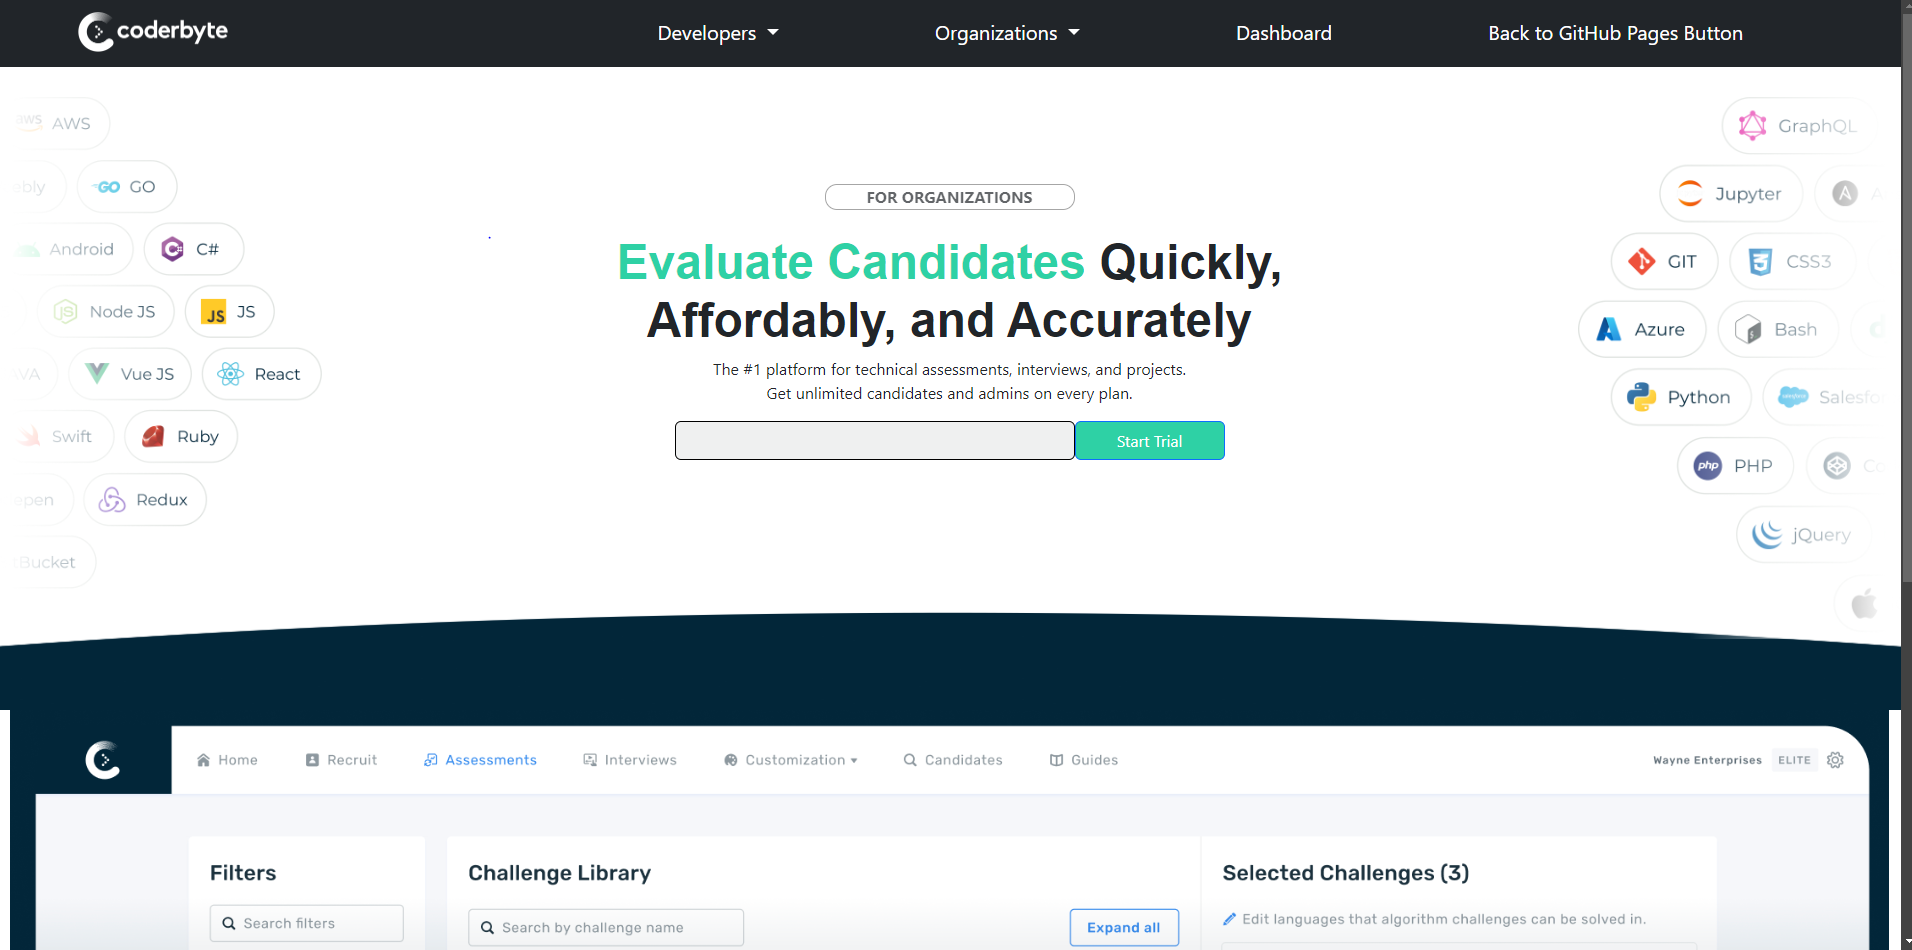 coderbyte
Developers
Organizations
Dashboard
Back to GitHub Pages Button
aws AWS
GO GO
Android
C#
Node JS
JS JS
Vue JS
React
Swift
Ruby
Redux
Bucket
FOR ORGANIZATIONS
Evaluate Candidates Quickly,
Affordably, and Accurately
The #1 platform for technical assessments, interviews, and projects.
Get unlimited candidates and admins on every plan.
Start Trial
GraphQL
Jupyter
GIT
CSS3
Azure
Bash
Python
Salesfo
php PHP
jQuery
Home
Recruit
Assessments
Interviews
Customization
Candidates
Guides
Wayne Enterprises
ELITE
Filters
Search filters
Challenge Library
Search by challenge name
Expand all
Selected Challenges (3)
Edit languages that algorithm challenges can be solved in.